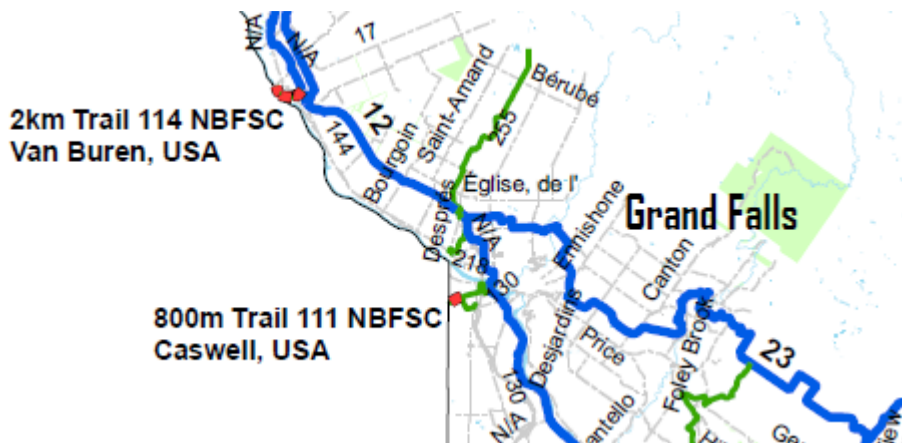 N/A
N/A
17
Bérubé
2km Trail 114 NBFSC
Van Buren, USA
144
12
Bourgoin
Saint-Amand
255
Église, de l'
Despres
N/A
218
Ennishone
Grand Falls
Canton
130
800m Trail 111 NBFSC
Caswell, USA
Desjardins
Price
Foley Brook
23
130
N/A